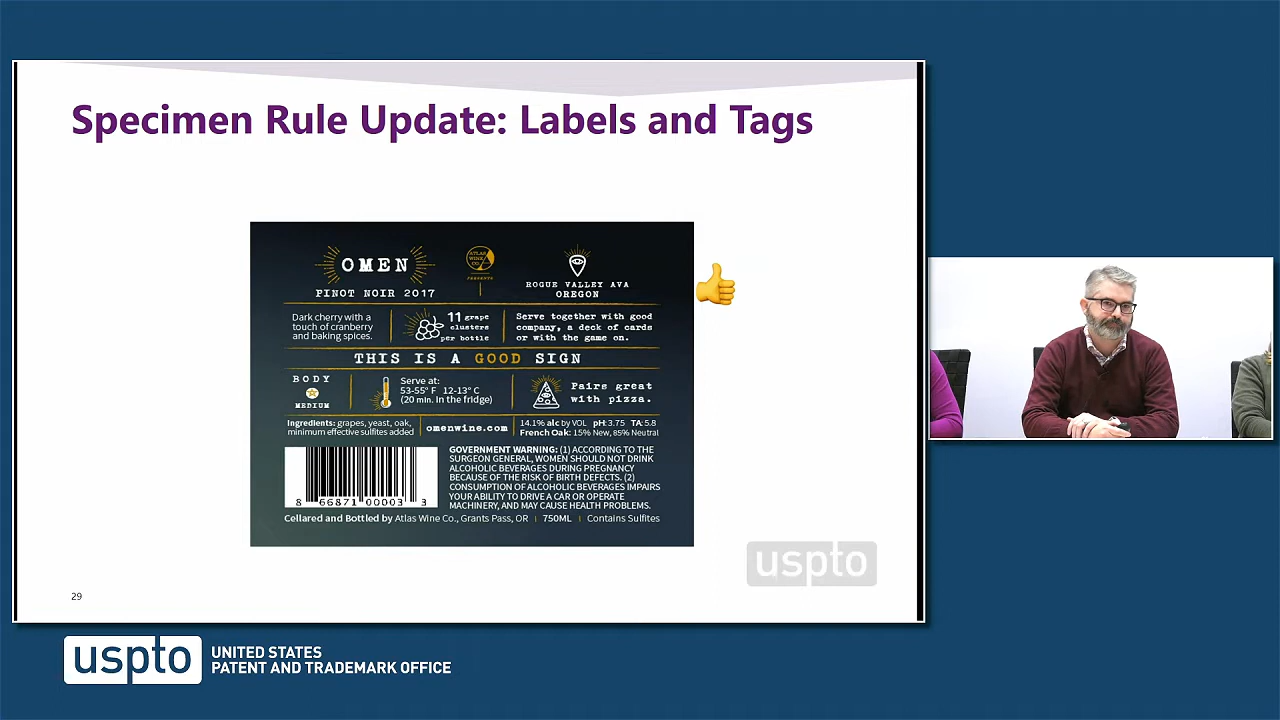 Specimen Rule Update: Labels and Tags
OMEN
PINOT NOIR 2017
ATLAS
WINE
CO.
PRESENTS
ROGUE VALLEY AVA
OREGON
Dark cherry with a
touch of cranberry
and baking spices.
11 grape
clusters
per bottle
Serve together with good
company, a deck of cards
or with the game on.
THIS IS A GOOD SIGN
BODY
MEDIUM
Serve at:
53-55° F 12-13° C
(20 min. in the fridge)
Pairs great
with pizza.
Ingredients: grapes, yeast, oak,
minimum effective sulfites added
omenwine.com
14.1% alc by VOL pH:3.75 TA:5.8
French Oak: 15% New, 85% Neutral
8 66871 00003 3
GOVERNMENT WARNING: (1) ACCORDING TO THE
SURGEON GENERAL, WOMEN SHOULD NOT DRINK
ALCOHOLIC BEVERAGES DURING PREGNANCY
BECAUSE OF THE RISK OF BIRTH DEFECTS. (2)
CONSUMPTION OF ALCOHOLIC BEVERAGES IMPAIRS
YOUR ABILITY TO DRIVE A CAR OR OPERATE
MACHINERY, AND MAY CAUSE HEALTH PROBLEMS.
Cellared and Bottled by Atlas Wine Co., Grants Pass, OR | 750ML | Contains Sulfites
uspto
29
uspto
UNITED STATES
PATENT AND TRADEMARK OFFICE